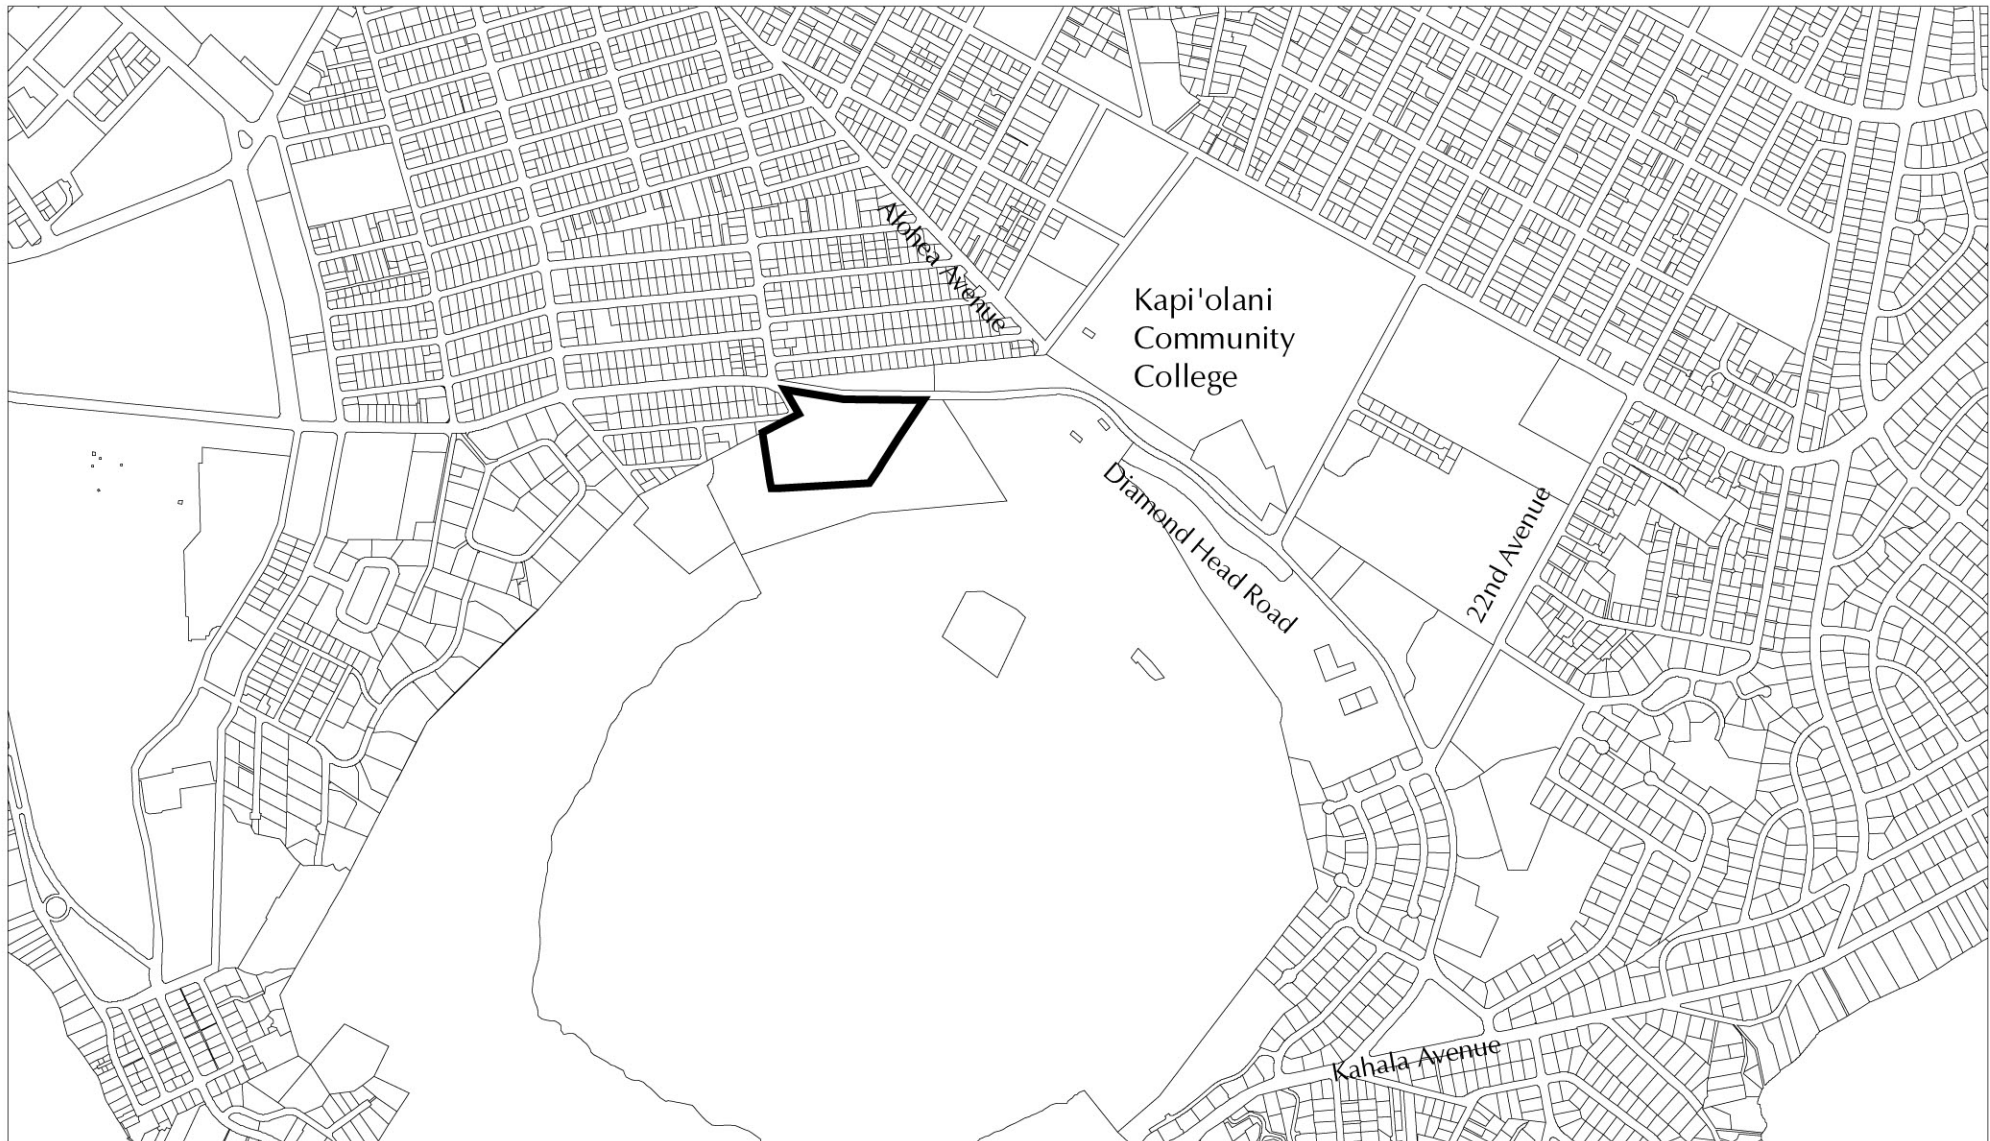 Alohea Avenue
Kapi'olani
Community
College
Diamond Head Road
22nd Avenue
Kahala Avenue